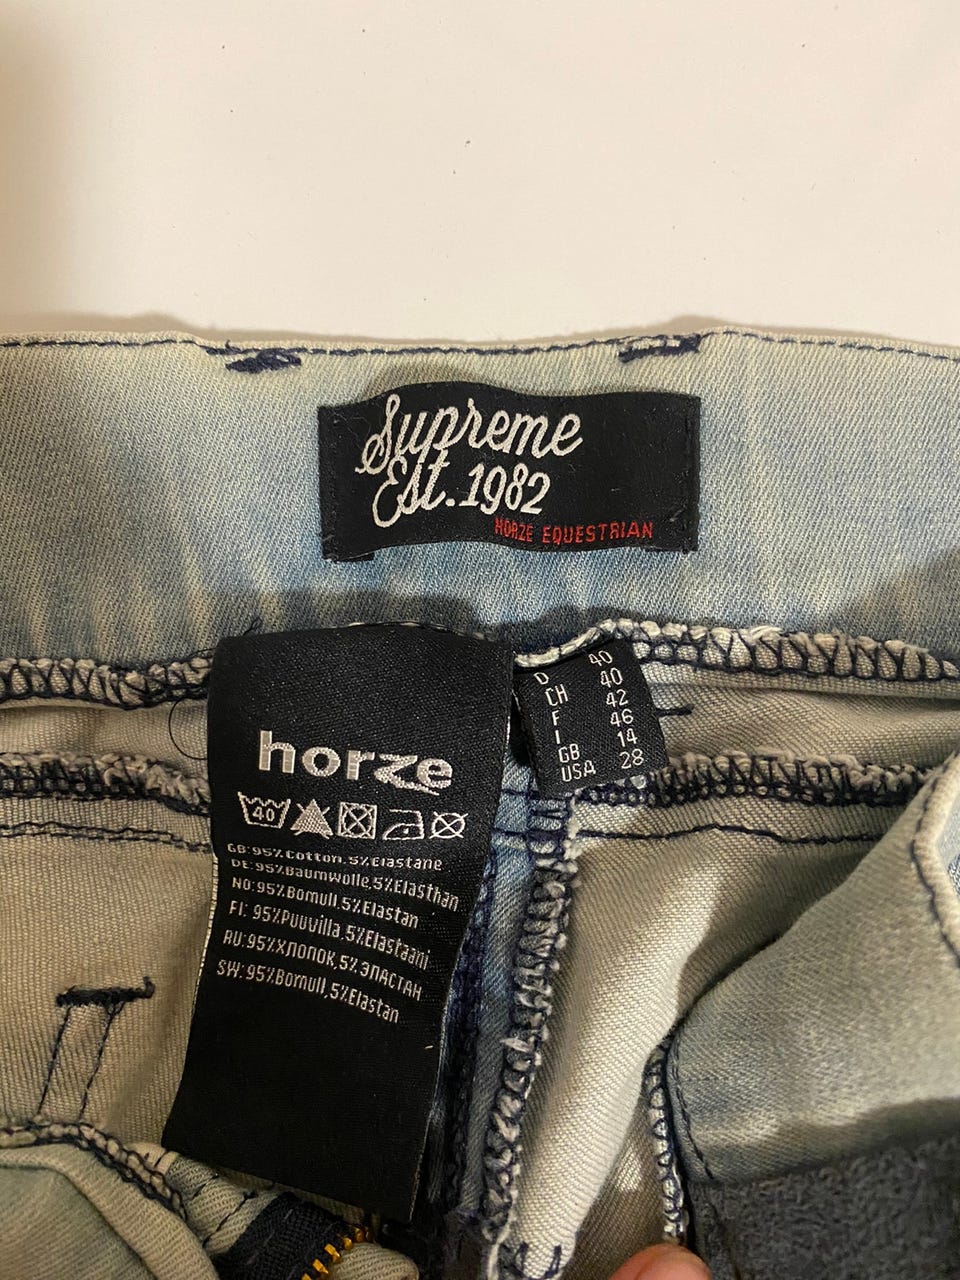 Supreme
Est. 1982
HORZE EQUESTRIAN
horze
40
GB:95%Cotton.5%Elastane
DE:95%Baumwolle.5%Elasthan
NO:95%Bomull.5%Elastan
FI: 95%Puuvilla.5%Elastaani
RU:95%ХЛОПОК,5% ЭЛАСТАН
SW:95%Bomull,5%Elastan
D 40
CH 40
F 42
I 46
GB 14
USA 28